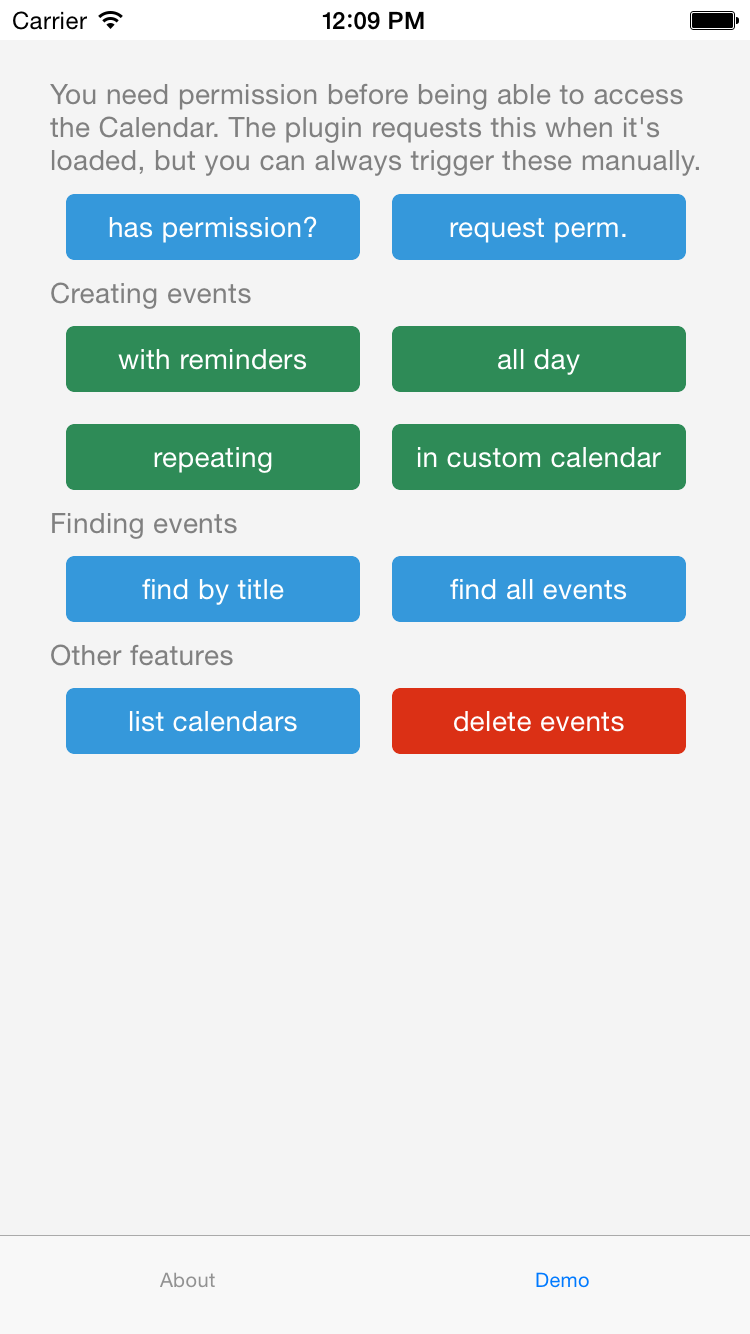 Carrier 12:09 PM
You need permission before being able to access
the Calendar. The plugin requests this when it's
loaded, but you can always trigger these manually.
has permission? request perm.
Creating events
with reminders all day
repeating in custom calendar
Finding events
find by title find all events
Other features
list calendars delete events
About Demo